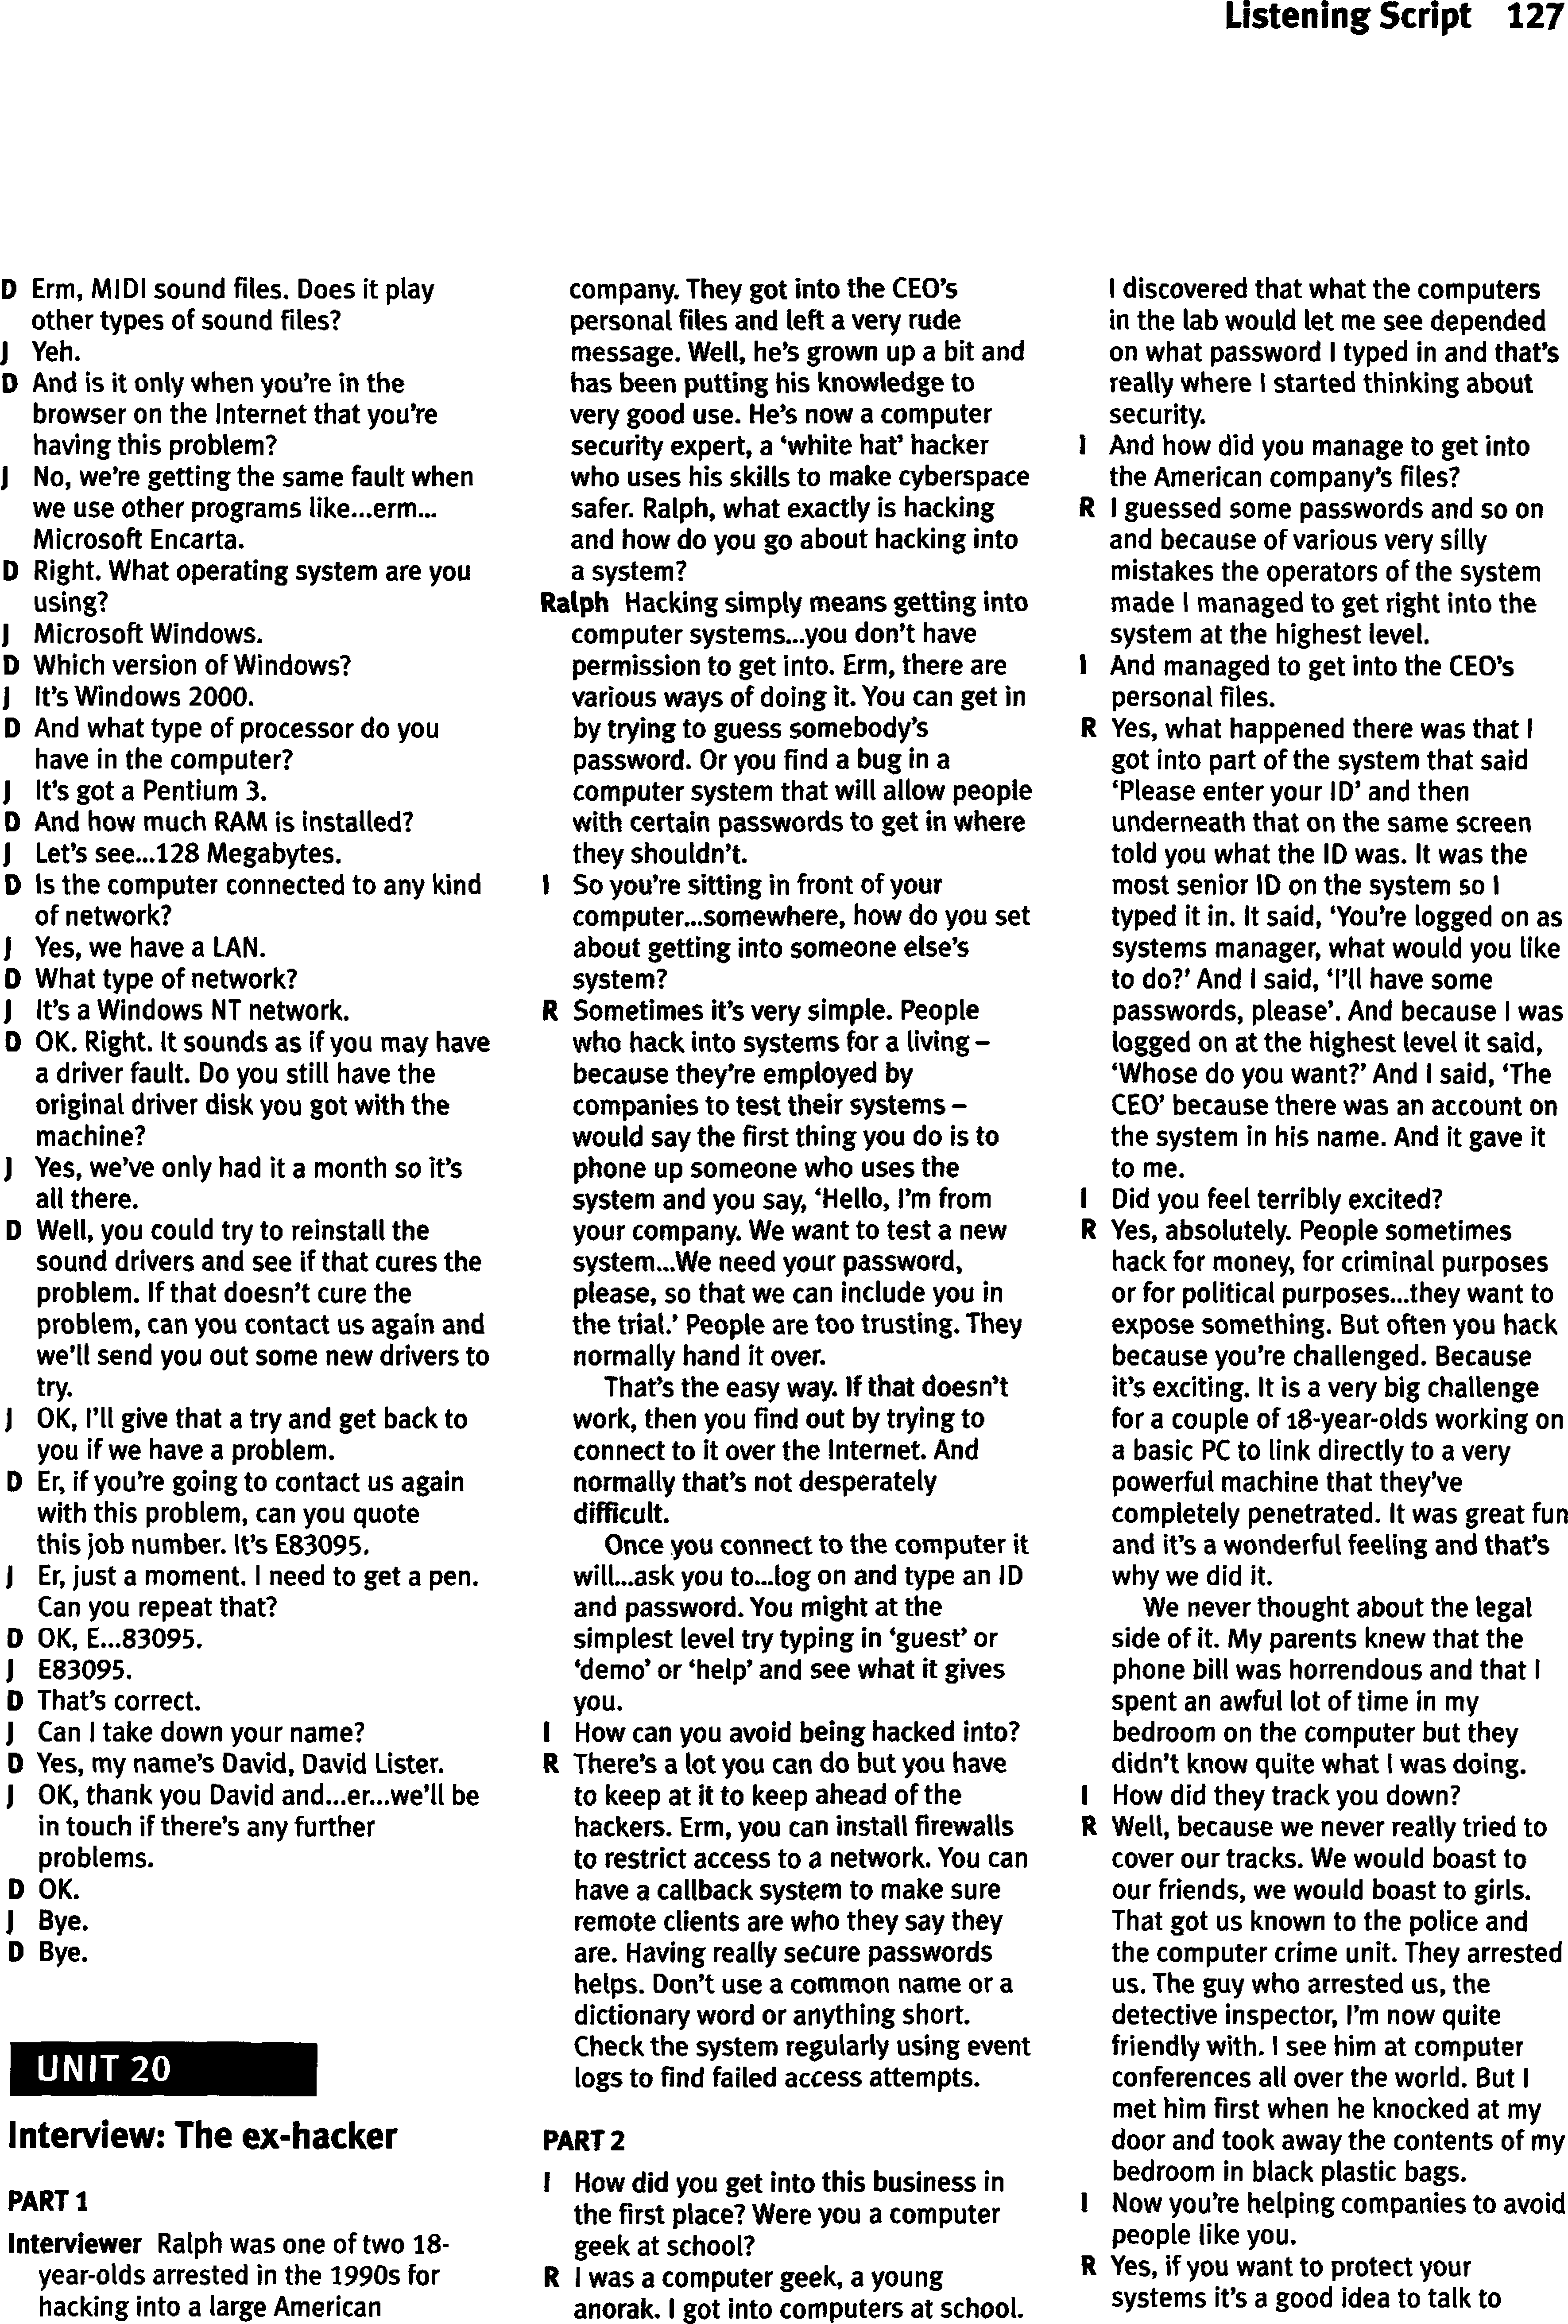 Listening Script 127
D Erm, MIDI sound files. Does it play
other types of sound files?
J Yeh.
D And is it only when you're in the
browser on the Internet that you're
having this problem?
J No, we're getting the same fault when
we use other programs like...erm...
Microsoft Encarta.
D Right. What operating system are you
using?
J Microsoft Windows.
D Which version of Windows?
J It's Windows 2000.
D And what type of processor do you
have in the computer?
J It's got a Pentium 3.
D And how much RAM is installed?
J Let's see...128 Megabytes.
D Is the computer connected to any kind
of network?
J Yes, we have a LAN.
D What type of network?
J It's a Windows NT network.
D OK. Right. It sounds as if you may have
a driver fault. Do you still have the
original driver disk you got with the
machine?
J Yes, we've only had it a month so it's
all there.
D Well, you could try to reinstall the
sound drivers and see if that cures the
problem. If that doesn't cure the
problem, can you contact us again and
we'll send you out some new drivers to
try.
J OK, I'll give that a try and get back to
you if we have a problem.
D Er, if you're going to contact us again
with this problem, can you quote
this job number. It's E83095.
J Er, just a moment. I need to get a pen.
Can you repeat that?
D OK, E...83095.
J E83095.
D That's correct.
J Can I take down your name?
D Yes, my name's David, David Lister.
J OK, thank you David and...er...we'll be
in touch if there's any further
problems.
D OK.
J Bye.
D Bye.
UNIT 20
Interview: The ex-hacker
PART 1
Interviewer Ralph was one of two 18-
year-olds arrested in the 1990s for
hacking into a large American
company. They got into the CEO's
personal files and left a very rude
message. Well, he's grown up a bit and
has been putting his knowledge to
very good use. He's now a computer
security expert, a 'white hat' hacker
who uses his skills to make cyberspace
safer. Ralph, what exactly is hacking
and how do you go about hacking into
a system?
Ralph Hacking simply means getting into
computer systems...you don't have
permission to get into. Erm, there are
various ways of doing it. You can get in
by trying to guess somebody's
password. Or you find a bug in a
computer system that will allow people
with certain passwords to get in where
they shouldn't.
I So you're sitting in front of your
computer...somewhere, how do you set
about getting into someone else's
system?
R Sometimes it's very simple. People
who hack into systems for a living –
because they're employed by
companies to test their systems –
would say the first thing you do is to
phone up someone who uses the
system and you say, 'Hello, I'm from
your company. We want to test a new
system...We need your password,
please, so that we can include you in
the trial.' People are too trusting. They
normally hand it over.
That's the easy way. If that doesn't
work, then you find out by trying to
connect to it over the Internet. And
normally that's not desperately
difficult.
Once you connect to the computer it
will...ask you to...log on and type an ID
and password. You might at the
simplest level try typing in 'guest' or
'demo' or 'help' and see what it gives
you.
I How can you avoid being hacked into?
R There's a lot you can do but you have
to keep at it to keep ahead of the
hackers. Erm, you can install firewalls
to restrict access to a network. You can
have a callback system to make sure
remote clients are who they say they
are. Having really secure passwords
helps. Don't use a common name or a
dictionary word or anything short.
Check the system regularly using event
logs to find failed access attempts.
PART 2
I How did you get into this business in
the first place? Were you a computer
geek at school?
R I was a computer geek, a young
anorak. I got into computers at school.
I discovered that what the computers
in the lab would let me see depended
on what password I typed in and that's
really where I started thinking about
security.
I And how did you manage to get into
the American company's files?
R I guessed some passwords and so on
and because of various very silly
mistakes the operators of the system
made I managed to get right into the
system at the highest level.
I And managed to get into the CEO's
personal files.
R Yes, what happened there was that I
got into part of the system that said
'Please enter your ID' and then
underneath that on the same screen
told you what the ID was. It was the
most senior ID on the system so I
typed it in. It said, 'You're logged on as
systems manager, what would you like
to do?' And I said, 'I'll have some
passwords, please'. And because I was
logged on at the highest level it said,
'Whose do you want?' And I said, 'The
CEO' because there was an account on
the system in his name. And it gave it
to me.
I Did you feel terribly excited?
R Yes, absolutely. People sometimes
hack for money, for criminal purposes
or for political purposes...they want to
expose something. But often you hack
because you're challenged. Because
it's exciting. It is a very big challenge
for a couple of 18-year-olds working on
a basic PC to link directly to a very
powerful machine that they've
completely penetrated. It was great fun
and it's a wonderful feeling and that's
why we did it.
We never thought about the legal
side of it. My parents knew that the
phone bill was horrendous and that I
spent an awful lot of time in my
bedroom on the computer but they
didn't know quite what I was doing.
I How did they track you down?
R Well, because we never really tried to
cover our tracks. We would boast to
our friends, we would boast to girls.
That got us known to the police and
the computer crime unit. They arrested
us. The guy who arrested us, the
detective inspector, I'm now quite
friendly with. I see him at computer
conferences all over the world. But I
met him first when he knocked at my
door and took away the contents of my
bedroom in black plastic bags.
I Now you're helping companies to avoid
people like you.
R Yes, if you want to protect your
systems it's a good idea to talk to